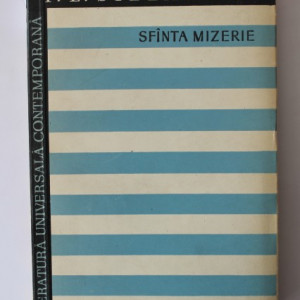 SFÎNTA MIZERIE
LITERATURA UNIVERSALĂ CONTEMPORANĂ